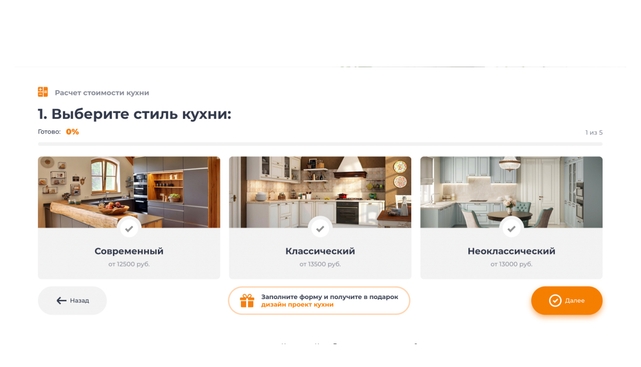 Расчет стоимости кухни
1. Выберите стиль кухни:
Готово: 0%
1 из 5
Современный
от 12500 руб.
Классический
от 13500 руб.
Неоклассический
от 13000 руб.
Назад
Заполните форму и получите в подарок
дизайн проект кухни
Далее